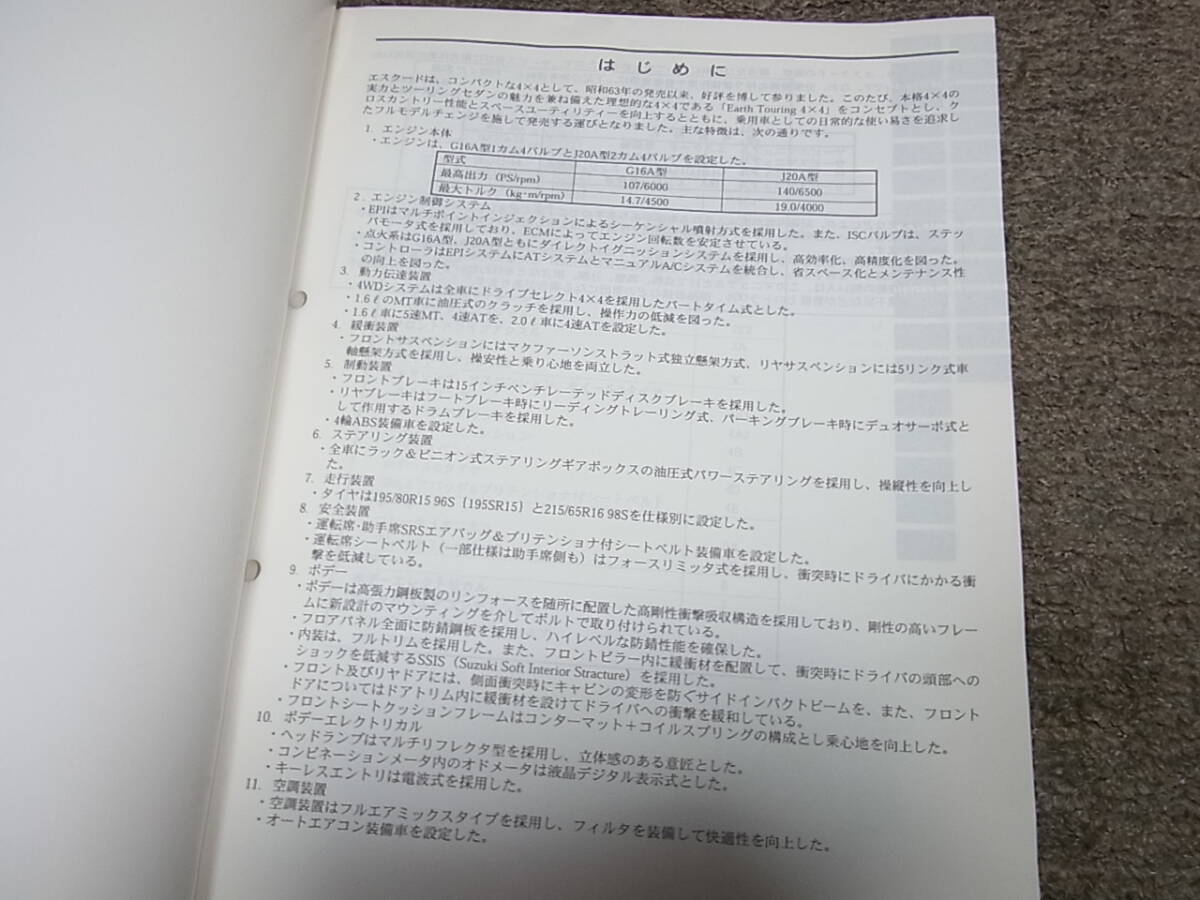 はじめに
エスクードは、コンパクトな4×4として、昭和63年の発売以来、好評を博して参りました。このたび、本格4×4の
実力とツーリングセダンの魅力を兼ね備えた理想的な4×4である「Earth Touring 4×4」をコンセプトとし、ク
ロスカントリー性能とスペースユーティリティーを向上するとともに、乗用車としての日常的な使い易さを追求し
たフルモデルチェンジを施して発売する運びとなりました。主な特徴は、次の通りです。
1. エンジン本体
・エンジンは、G16A型1カム4バルブとJ20A型2カム4バルブを設定した。
型式 G16A型 J20A型
最高出力（PS/rpm） 107/6000 140/6500
最大トルク（kg・m/rpm） 14.7/4500 19.0/4000
2. エンジン制御システム
・EPIはマルチポイントインジェクションによるシーケンシャル噴射方式を採用した。また、ISCバルブは、ステッ
パモータ式を採用しており、ECMによってエンジン回転数を安定させている。
・点火系はG16A型、J20A型ともにダイレクトイグニッションシステムを採用し、高効率化、高精度化を図った。
・コントローラはEPIシステムにATシステムとマニュアルA/Cシステムを統合し、省スペース化とメンテナンス性
の向上を図った。
3. 動力伝達装置
・4WDシステムは全車にドライブセレクト4×4を採用したパートタイム式とした。
・1.6ℓのMT車に油圧式のクラッチを採用し、操作力の低減を図った。
・1.6ℓ車に5速MT、4速ATを、2.0ℓ車に4速ATを設定した。
4. 緩衝装置
・フロントサスペンションにはマクファーソンストラット式独立懸架方式、リヤサスペンションには5リンク式車
軸懸架方式を採用し、操安性と乗り心地を両立した。
5. 制動装置
・フロントブレーキは15インチベンチレーテッドディスクブレーキを採用した。
・リヤブレーキはフートブレーキ時にリーディングトレーリング式、パーキングブレーキ時にデュオサーボ式と
して作用するドラムブレーキを採用した。
・4輪ABS装備車を設定した。
6. ステアリング装置
・全車にラック＆ピニオン式ステアリングギアボックスの油圧式パワーステアリングを採用し、操縦性を向上し
た。
7. 走行装置
・タイヤは195/80R15 96S｛195SR15｝と215/65R16 98Sを仕様別に設定した。
8. 安全装置
・運転席・助手席SRSエアバッグ＆プリテンショナ付シートベルト装備車を設定した。
・運転席シートベルト（一部仕様は助手席側も）はフォースリミッタ式を採用し、衝突時にドライバにかかる衝
撃を低減している。
9. ボデー
・ボデーは高張力鋼板製のリンフォースを随所に配置した高剛性衝撃吸収構造を採用しており、剛性の高いフレー
ムに新設計のマウンティングを介してボルトで取り付けられている。
・フロアパネル全面に防錆鋼板を採用し、ハイレベルな防錆性能を確保した。
・内装は、フルトリムを採用した。また、フロントピラー内に緩衝材を配置して、衝突時にドライバの頭部への
ショックを低減するSSIS（Suzuki Soft Interior Stracture）を採用した。
・フロント及びリヤドアには、側面衝突時にキャビンの変形を防ぐサイドインパクトビームを、また、フロント
ドアについてはドアトリム内に緩衝材を設けてドライバへの衝撃を緩和している。
・フロントシートクッションフレームはコンターマット＋コイルスプリングの構成とし乗心地を向上した。
10. ボデーエレクトリカル
・ヘッドランプはマルチリフレクタ型を採用し、立体感のある意匠とした。
・コンビネーションメータ内のオドメータは液晶デジタル表示式とした。
・キーレスエントリは電波式を採用した。
11. 空調装置
・空調装置はフルエアミックスタイプを採用し、フィルタを装備して快適性を向上した。
・オートエアコン装備車を設定した。